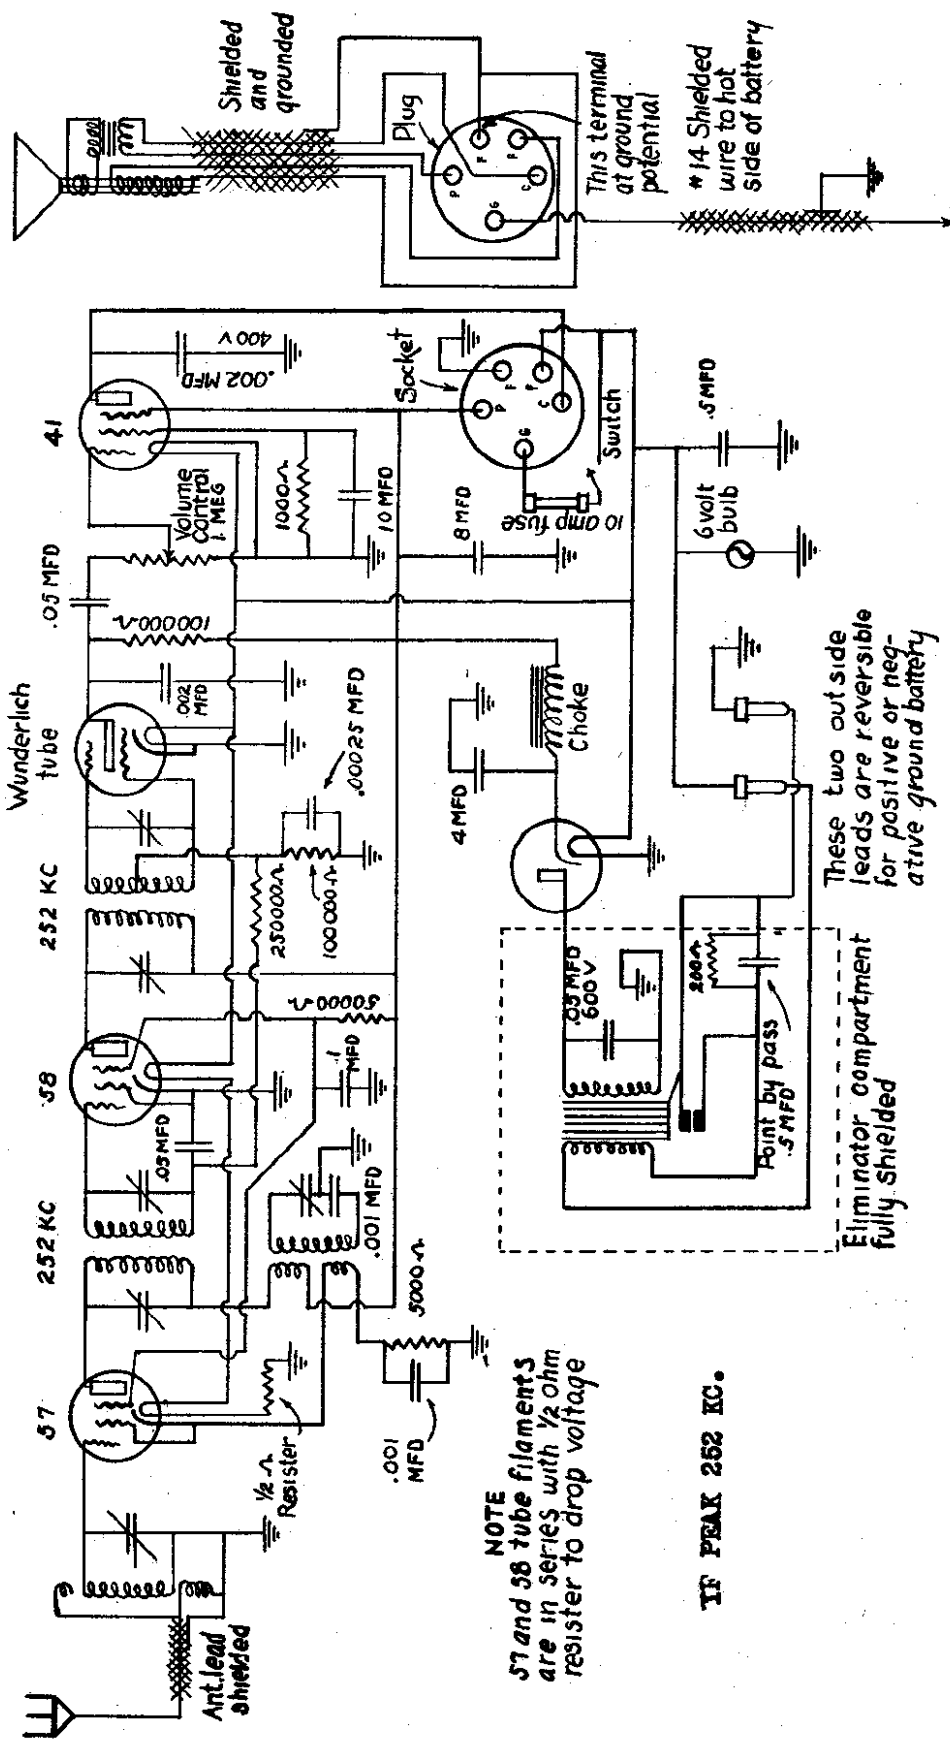 Ant. lead
shielded
57
252 KC
58
252 KC
Wunderlich
tube
41
½ Ω
Resister
.001
MFD
5000Ω
.001 MFD
.05 MFD
.1
MFD
50000Ω
250000Ω
100000Ω
.00025 MFD
.002
MFD
100000Ω
.05 MFD
Volume
Control
1. MEG
1000Ω
10 MFD
8 MFD
.002 MFD
400 V
Socket
P
F
F
G
C
10 amp fuse
Switch
Choke
4 MFD
.05 MFD
600 V
200Ω
Point by pass
.5 MFD
Eliminator compartment
fully shielded
These two outside
leads are reversible
for positive or neg-
ative ground battery
6 volt
bulb
.5 MFD
Shielded
and
grounded
Plug
P
F
F
G
C
This terminal
at ground
potential
#14 Shielded
wire to hot
side of battery
NOTE
57 and 58 tube filaments
are in series with ½ ohm
resister to drop voltage
IF PEAK 252 KC.